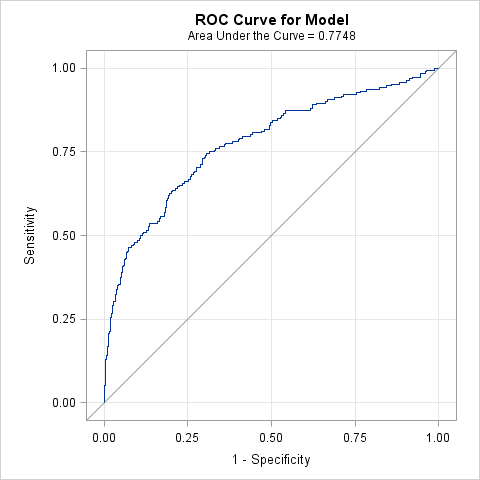 ROC Curve for Model
Area Under the Curve = 0.7748
1.00
0.75
0.50
0.25
0.00
Sensitivity
0.00 0.25 0.50 0.75 1.00
1 - Specificity